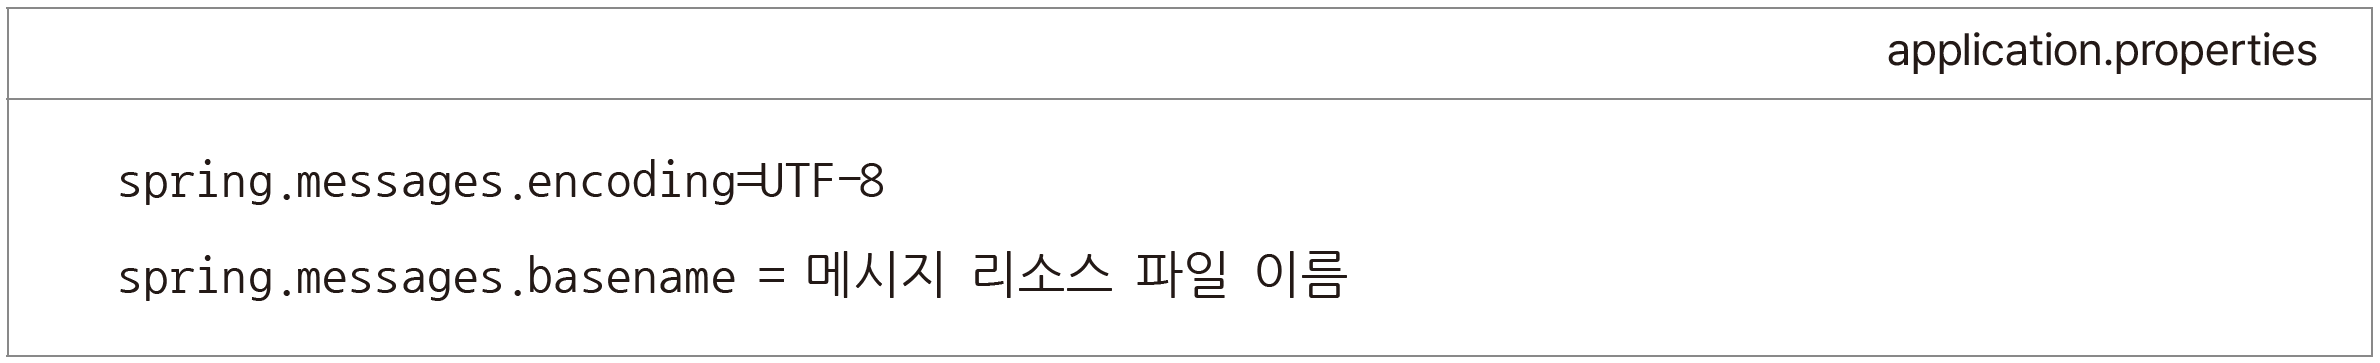 application.properties
spring.messages.encoding=UTF-8
spring.messages.basename = 메시지 리소스 파일 이름